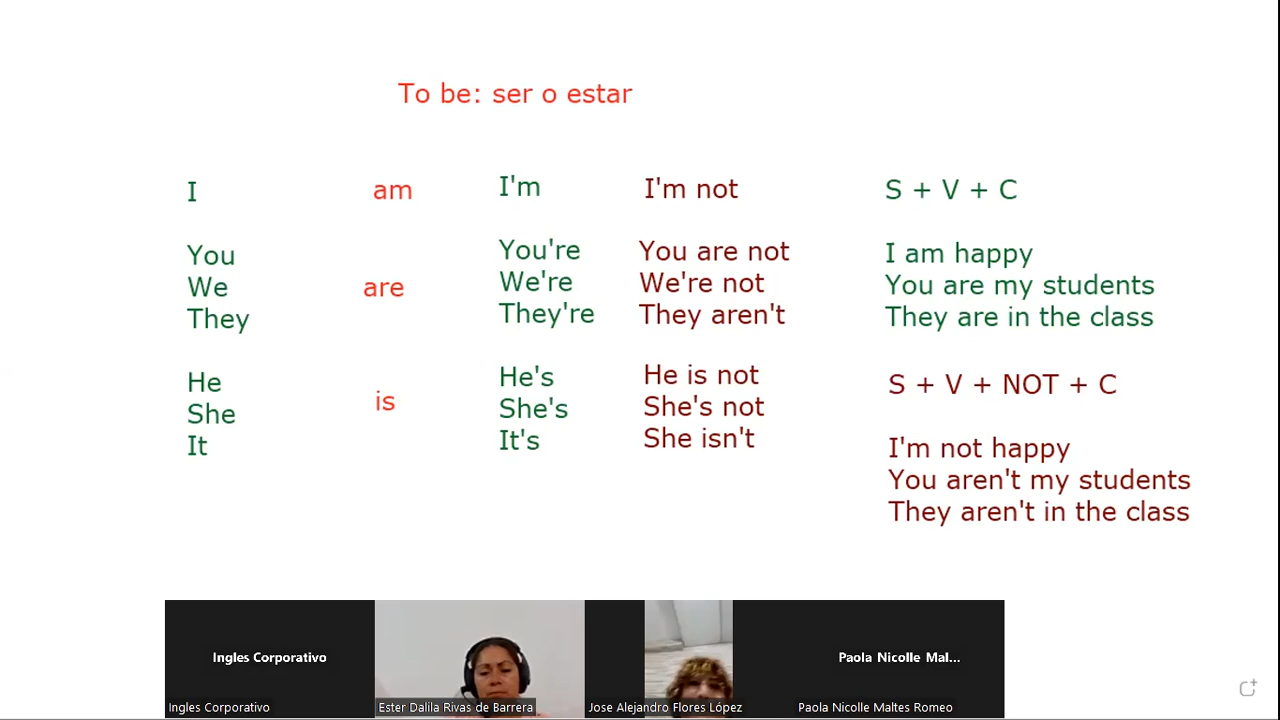 To be: ser o estar
I
You
We
They
He
She
It
am
are
is
I'm
You're
We're
They're
He's
She's
It's
I'm not
You are not
We're not
They aren't
He is not
She's not
She isn't
S + V + C
I am happy
You are my students
They are in the class
S + V + NOT + C
I'm not happy
You aren't my students
They aren't in the class
Ingles Corporativo
Paola Nicolle Mal...
Ingles Corporativo
Ester Dalila Rivas de Barrera
Jose Alejandro Flores López
Paola Nicolle Maltes Romeo